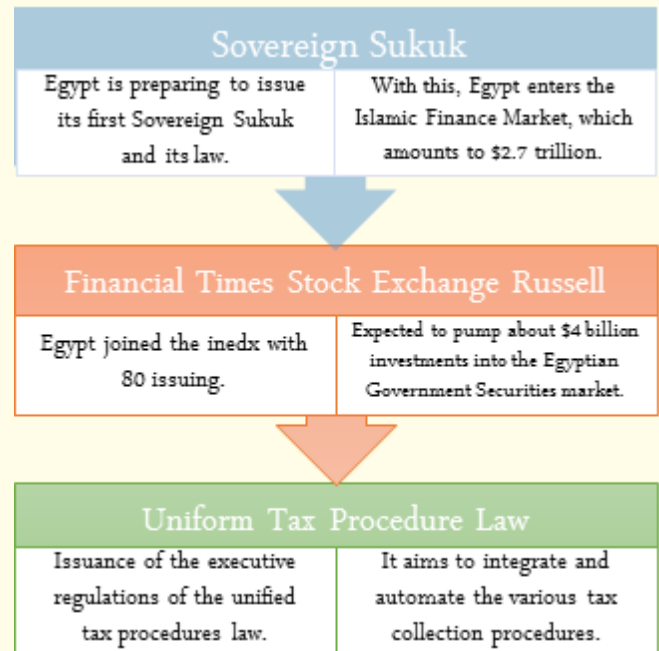 Sovereign Sukuk
Egypt is preparing to issue
its first Sovereign Sukuk
and its law.
With this, Egypt enters the
Islamic Finance Market, which
amounts to $2.7 trillion.
Financial Times Stock Exchange Russell
Egypt joined the inedx with
80 issuing.
Expected to pump about $4 billion
investments into the Egyptian
Government Securities market.
Uniform Tax Procedure Law
Issuance of the executive
regulations of the unified
tax procedures law.
It aims to integrate and
automate the various tax
collection procedures.